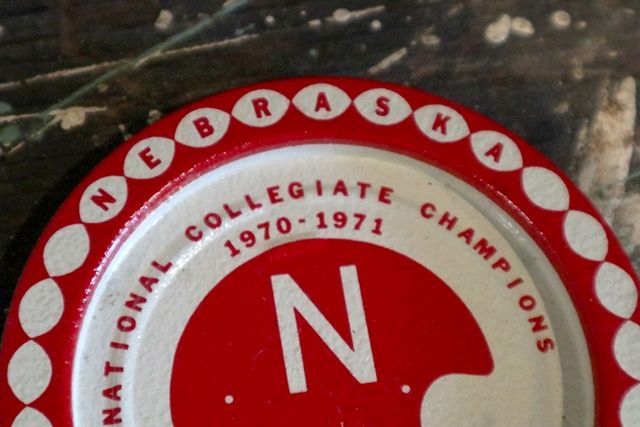 NEBRASKA
NATIONAL COLLEGIATE CHAMPIONS
1970-1971
N